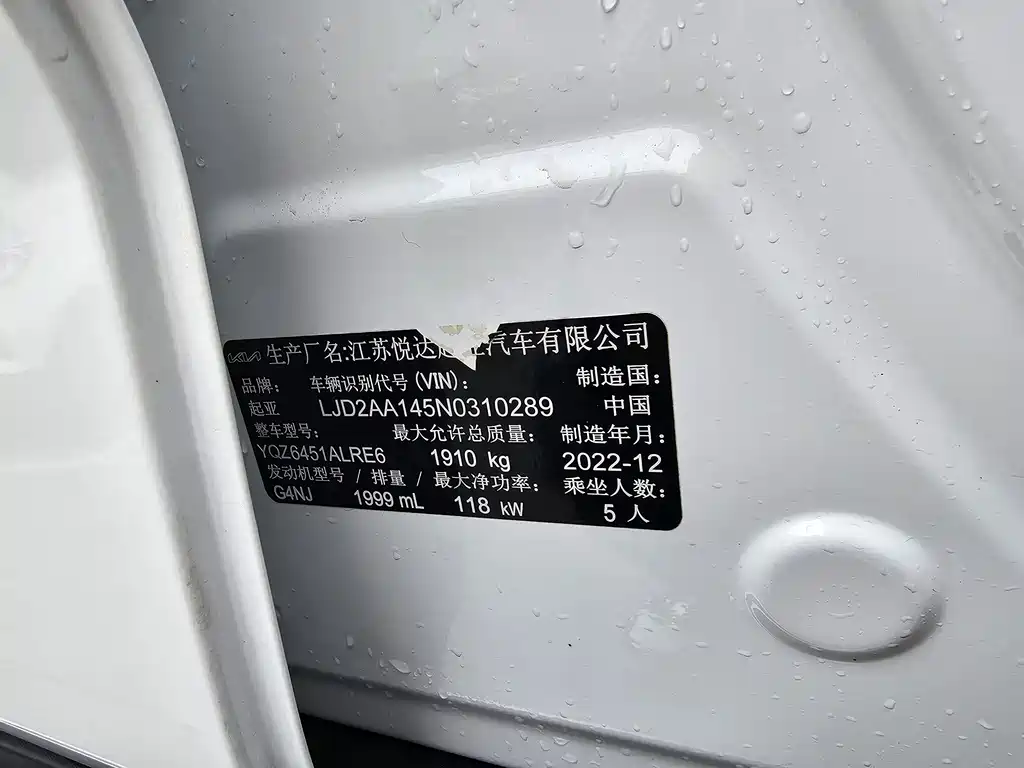 KIA 生产厂名:江苏悦达起亚汽车有限公司
品牌: 车辆识别代号 (VIN): 制造国:
起亚 LJD2AA145N0310289 中国
整车型号: 最大允许总质量: 制造年月:
YQZ6451ALRE6 1910 kg 2022-12
发动机型号 / 排量 / 最大净功率: 乘坐人数:
G4NJ 1999 mL 118 kW 5 人